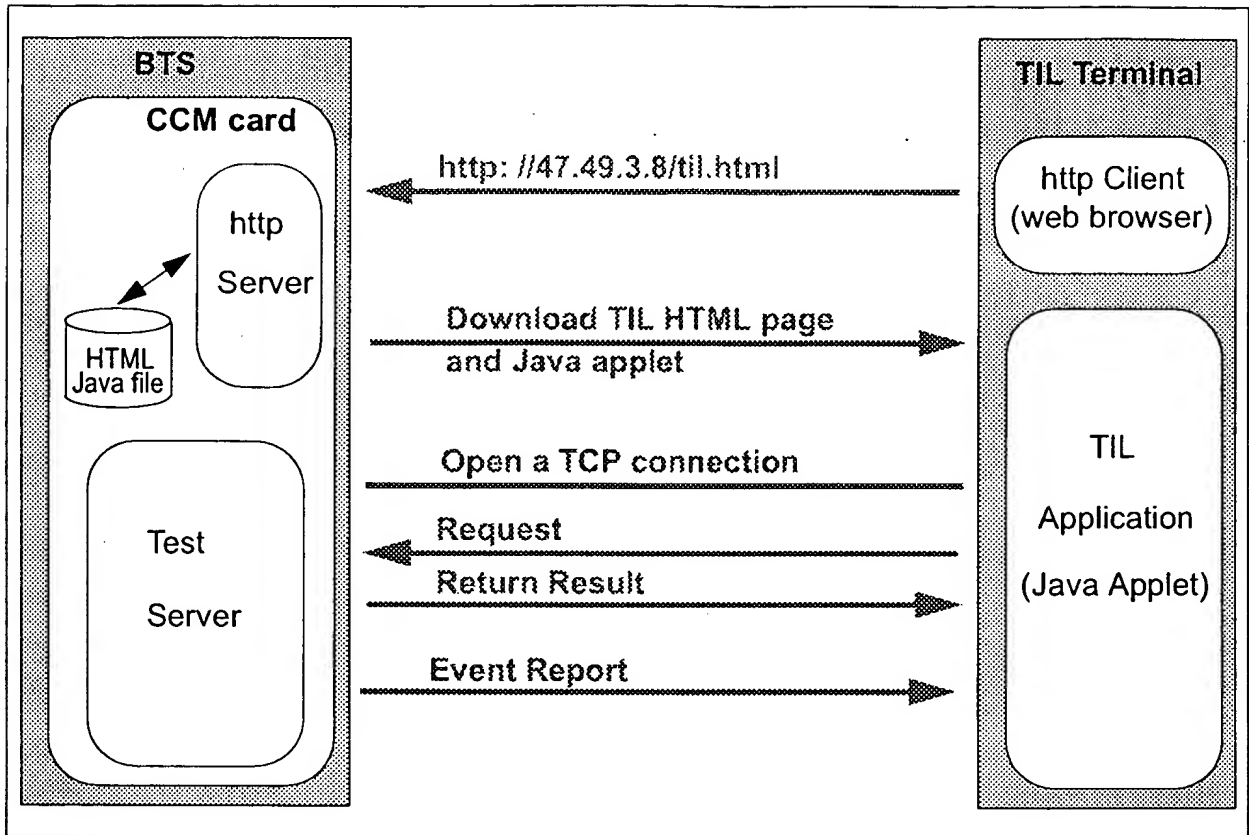 BTS
CCM card
http
Server
HTML
Java file
Test
Server
http: //47.49.3.8/til.html
Download TIL HTML page
and Java applet
Open a TCP connection
Request
Return Result
Event Report
TIL Terminal
http Client
(web browser)
TIL
Application
(Java Applet)